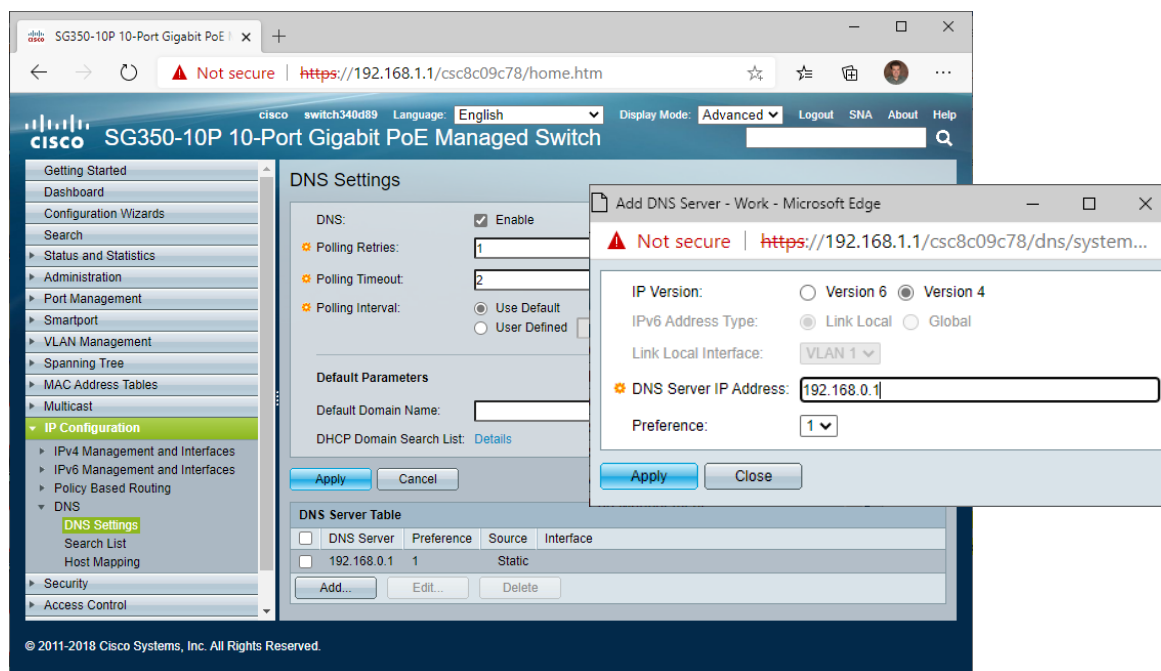 SG350-10P 10-Port Gigabit PoE
Not secure | https://192.168.1.1/csc8c09c78/home.htm
cisco switch340d89 Language: English Display Mode: Advanced Logout SNA About Help
CISCO SG350-10P 10-Port Gigabit PoE Managed Switch
Getting Started
Dashboard
Configuration Wizards
Search
Status and Statistics
Administration
Port Management
Smartport
VLAN Management
Spanning Tree
MAC Address Tables
Multicast
IP Configuration
IPv4 Management and Interfaces
IPv6 Management and Interfaces
Policy Based Routing
DNS
DNS Settings
Search List
Host Mapping
Security
Access Control
DNS Settings
DNS: Enable
Polling Retries: 1
Polling Timeout: 2
Polling Interval: Use Default
User Defined
Default Parameters
Default Domain Name:
DHCP Domain Search List: Details
Apply Cancel
DNS Server Table
DNS Server Preference Source Interface
192.168.0.1 1 Static
Add... Edit... Delete
Add DNS Server - Work - Microsoft Edge
Not secure | https://192.168.1.1/csc8c09c78/dns/system...
IP Version: Version 6 Version 4
IPv6 Address Type: Link Local Global
Link Local Interface: VLAN 1
DNS Server IP Address: 192.168.0.1
Preference: 1
Apply Close
© 2011-2018 Cisco Systems, Inc. All Rights Reserved.